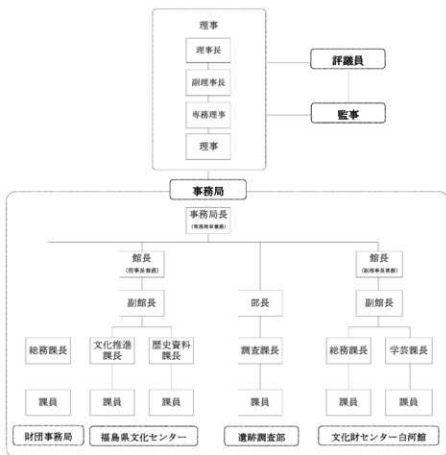 理事
理事長
副理事長
専務理事
理事
評議員
監事
事務局
事務局長
(専務理事兼務)
館長
(理事長兼務)
館長
(副理事長兼務)
副館長
部長
副館長
総務課長
文化推進
課長
歴史資料
課長
調査課長
総務課長
学芸課長
課員
課員
課員
課員
課員
課員
財団事務局
福島県文化センター
遺跡調査部
文化財センター白河館